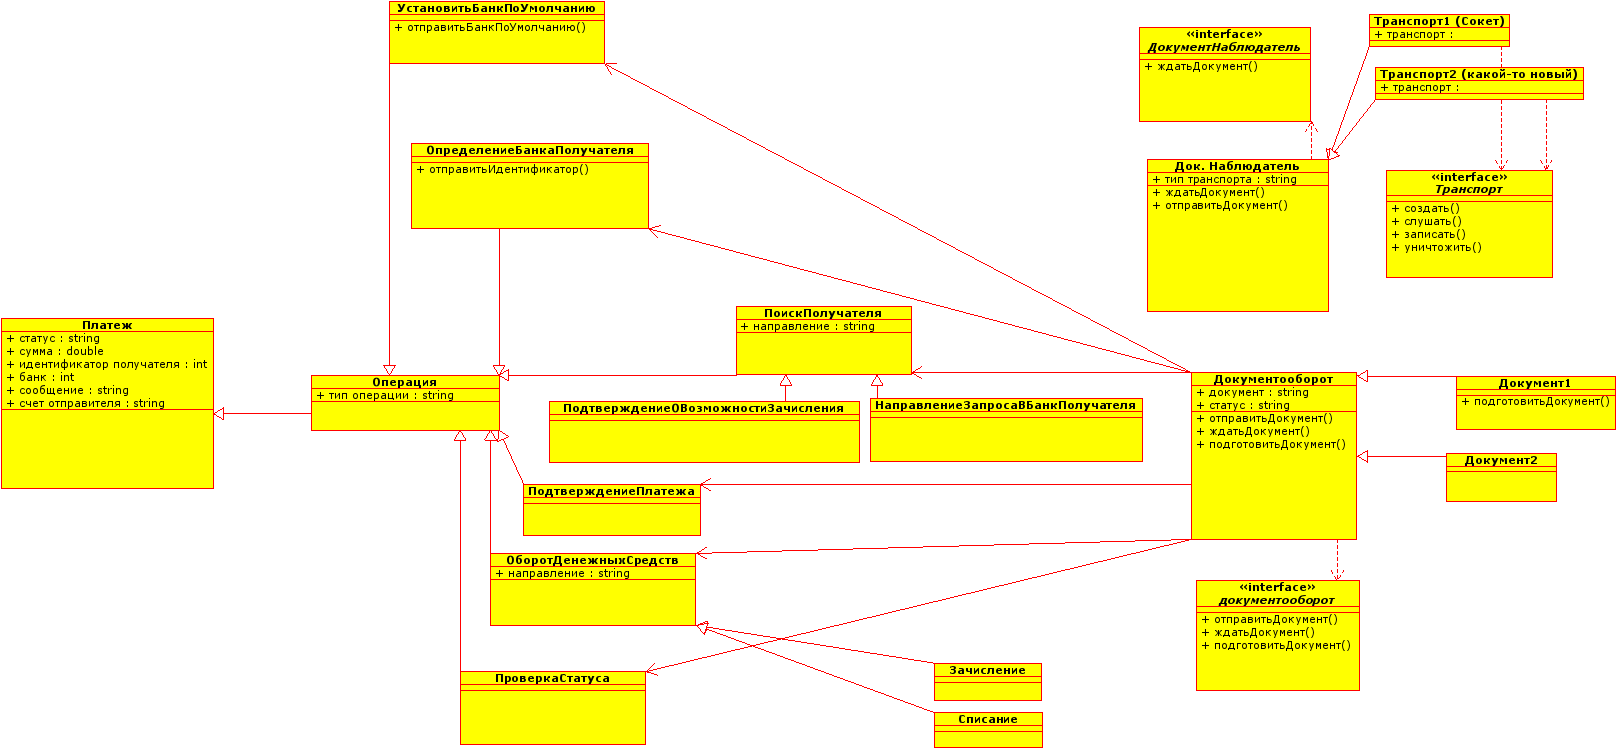 УстановитьБанкПоУмолчанию
+ отправитьБанкПоУмолчанию()
ОпределениеБанкаПолучателя
+ отправитьИдентификатор()
«interface»
ДокументНаблюдатель
+ ждатьДокумент()
Транспорт1 (Сокет)
+ транспорт :
Транспорт2 (какой-то новый)
+ транспорт :
Док. Наблюдатель
+ тип транспорта : string
+ ждатьДокумент()
+ отправитьДокумент()
«interface»
Транспорт
+ создать()
+ слушать()
+ записать()
+ уничтожить()
Платеж
+ статус : string
+ сумма : double
+ идентификатор получателя : int
+ банк : int
+ сообщение : string
+ счет отправителя : string
Операция
+ тип операции : string
ПоискПолучателя
+ направление : string
ПодтверждениеОВозможностиЗачисления
НаправлениеЗапросаВБанкПолучателя
Документооборот
+ документ : string
+ статус : string
+ отправитьДокумент()
+ ждатьДокумент()
+ подготовитьДокумент()
Документ1
+ подготовитьДокумент()
Документ2
ПодтверждениеПлатежа
ОборотДенежныхСредств
+ направление : string
«interface»
документооборот
+ отправитьДокумент()
+ ждатьДокумент()
+ подготовитьДокумент()
ПроверкаСтатуса
Зачисление
Списание